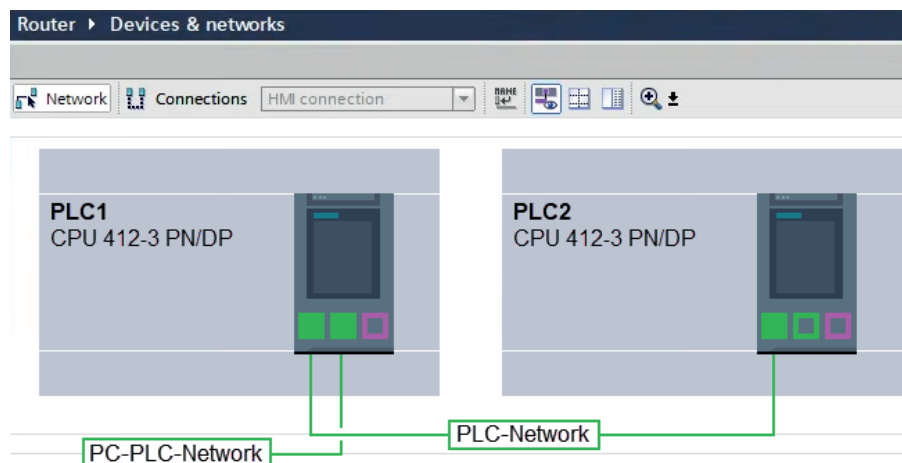 Router ▸ Devices & networks
Network Connections HMI connection
NAME
PLC1
CPU 412-3 PN/DP
PLC2
CPU 412-3 PN/DP
PLC-Network
PC-PLC-Network